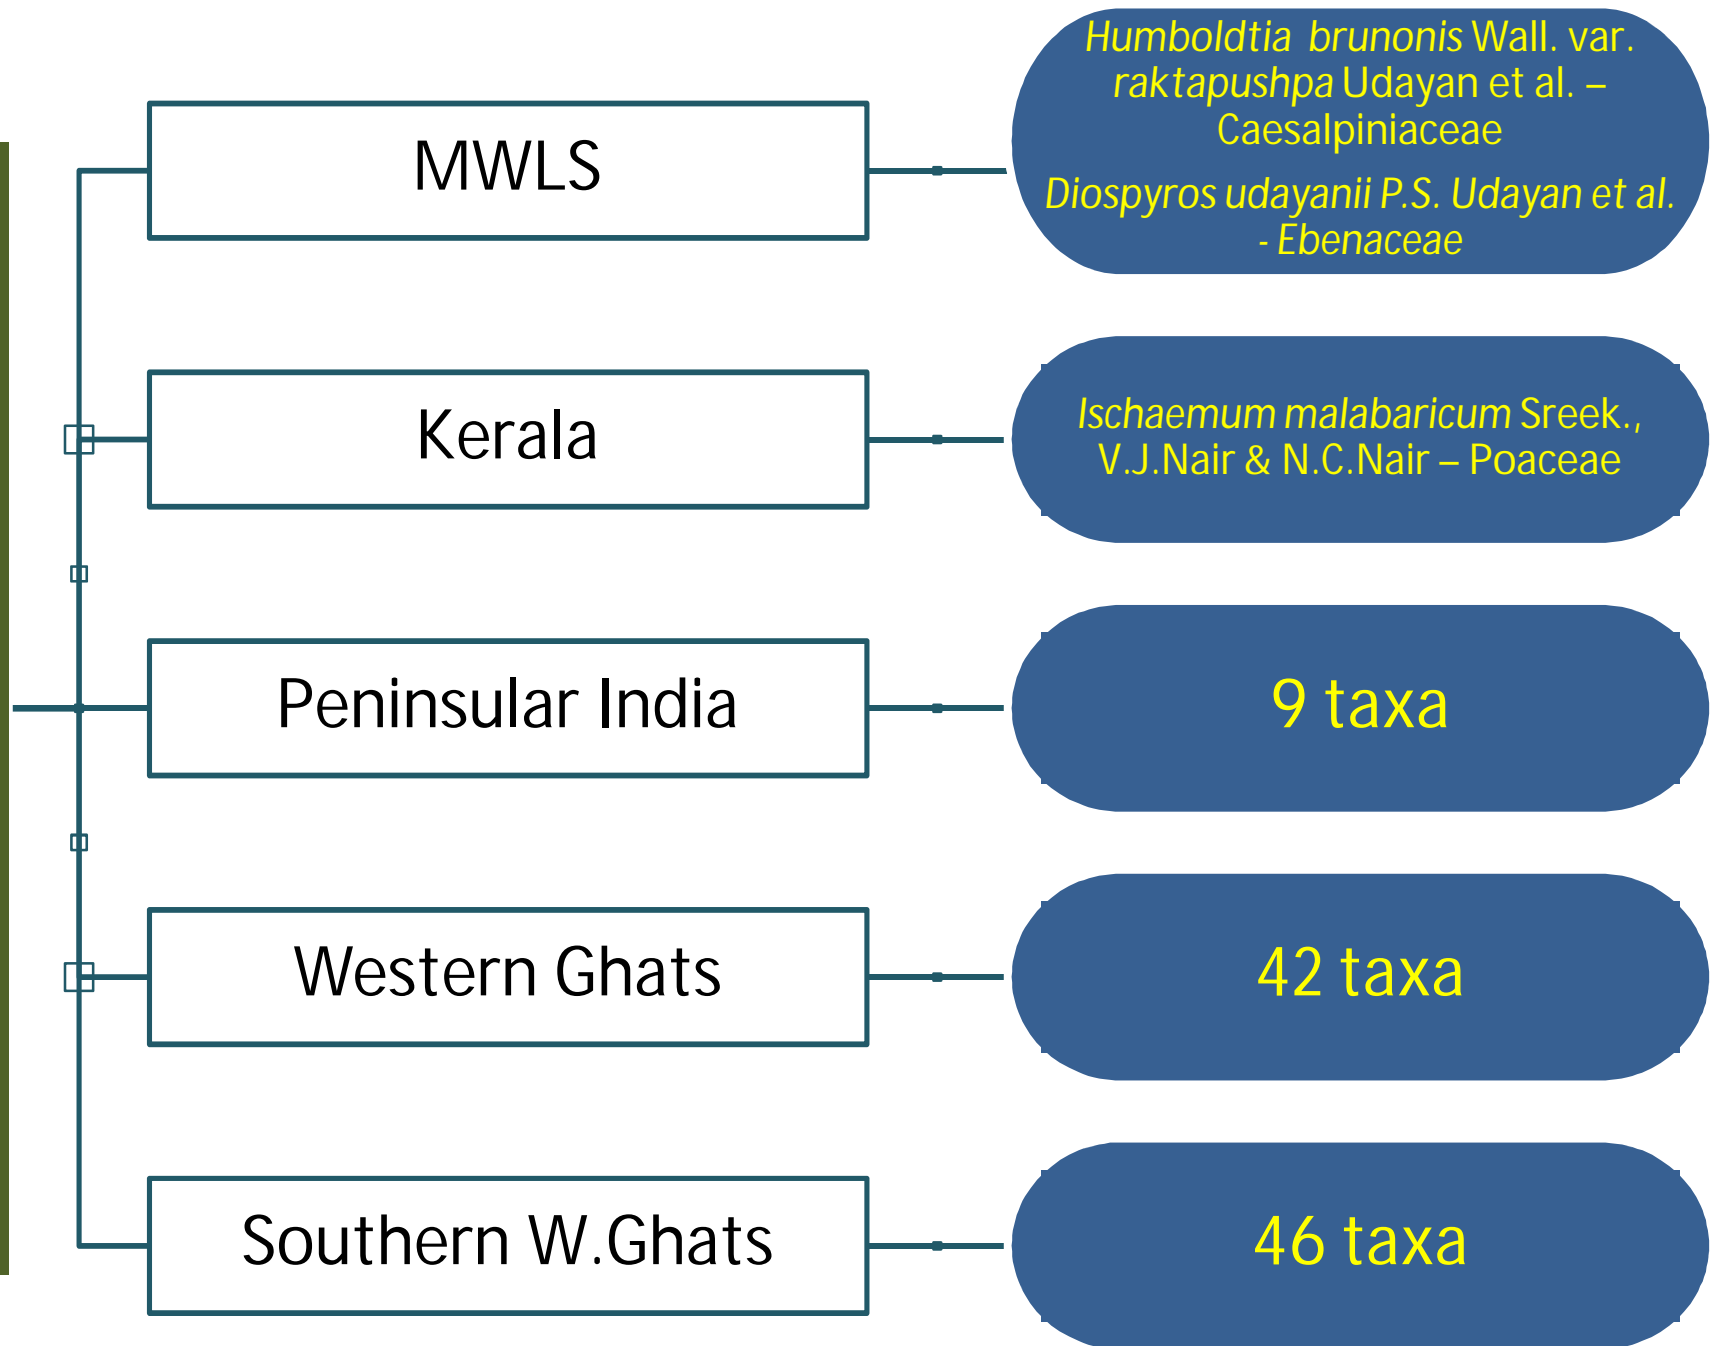 MWLS
Humboldtia brunonis Wall. var.
raktapushpa Udayan et al. –
Caesalpiniaceae
Diospyros udayanii P.S. Udayan et al.
- Ebenaceae
Kerala
Ischaemum malabaricum Sreek.,
V.J.Nair & N.C.Nair – Poaceae
Peninsular India
9 taxa
Western Ghats
42 taxa
Southern W.Ghats
46 taxa